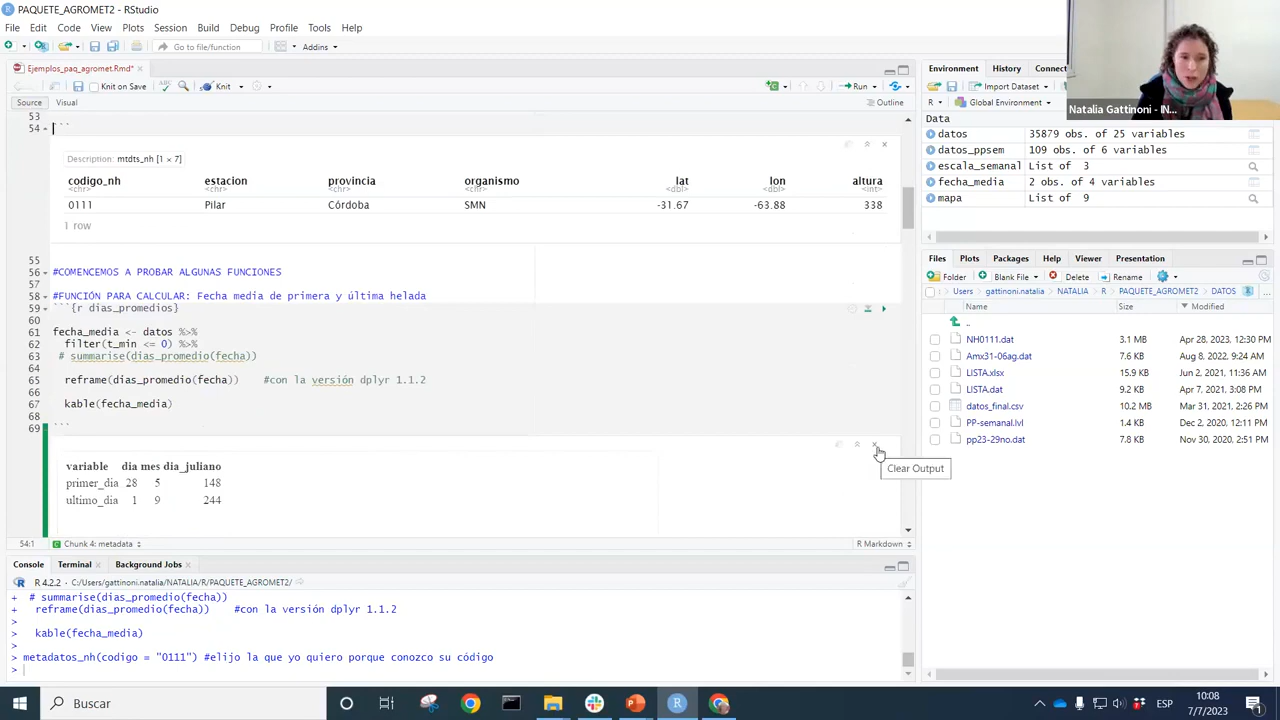 PAQUETE_AGROMET2 - RStudio
File Edit Code View Plots Session Build Debug Profile Tools Help
Go to file/function Addins
Ejemplos_paq_agromet.Rmd*
Knit on Save Knit Run
Source Visual Outline
53
54 ```
Description: mtdts_nh [1 × 7]
codigo_nh estacion provincia organismo lat lon altura
<chr> <chr> <chr> <chr> <dbl> <dbl> <int>
0111 Pilar Córdoba SMN -31.67 -63.88 338
1 row
55
56 #COMENCEMOS A PROBAR ALGUNAS FUNCIONES
57
58 #FUNCIÓN PARA CALCULAR: Fecha media de primera y última helada
59 ```{r dias_promedios}
60
61 fecha_media <- datos %>%
62 filter(t_min <= 0) %>%
63 # summarise(dias_promedio(fecha))
64
65 reframe(dias_promedio(fecha)) #con la versión dplyr 1.1.2
66
67 kable(fecha_media)
68
69 ```
variable dia mes dia_juliano
primer_dia 28 5 148
ultimo_dia 1 9 244
Clear Output
54:1 Chunk 4: metadata R Markdown
Console Terminal Background Jobs
R 4.2.2 · C:/Users/gattinoni.natalia/NATALIA/R/PAQUETE_AGROMET2/
+ # summarise(dias_promedio(fecha))
+ reframe(dias_promedio(fecha)) #con la versión dplyr 1.1.2
>
> kable(fecha_media)
>
> metadatos_nh(codigo = "0111") #elijo la que yo quiero porque conozco su código
>
Environment History Connect
Import Dataset
R Global Environment
Data
datos 35879 obs. of 25 variables
datos_ppsem 109 obs. of 6 variables
escala_semanal List of 3
fecha_media 2 obs. of 4 variables
mapa List of 9
Natalia Gattinoni - IN...
Files Plots Packages Help Viewer Presentation
Folder Blank File Delete Rename
Users gattinoni.natalia NATALIA R PAQUETE_AGROMET2 DATOS ...
Name Size Modified
..
NH0111.dat 3.1 MB Apr 28, 2023, 12:30 PM
Amx31-06ag.dat 7.6 KB Aug 8, 2022, 9:24 AM
LISTA.xlsx 15.9 KB Jun 2, 2021, 11:36 AM
LISTA.dat 9.2 KB Apr 7, 2021, 3:08 PM
datos_final.csv 10.2 MB Mar 31, 2021, 2:26 PM
PP-semanal.lvl 1.4 KB Dec 2, 2020, 12:11 PM
pp23-29no.dat 7.8 KB Nov 30, 2020, 2:51 PM
Buscar
ESP
10:08
7/7/2023
1